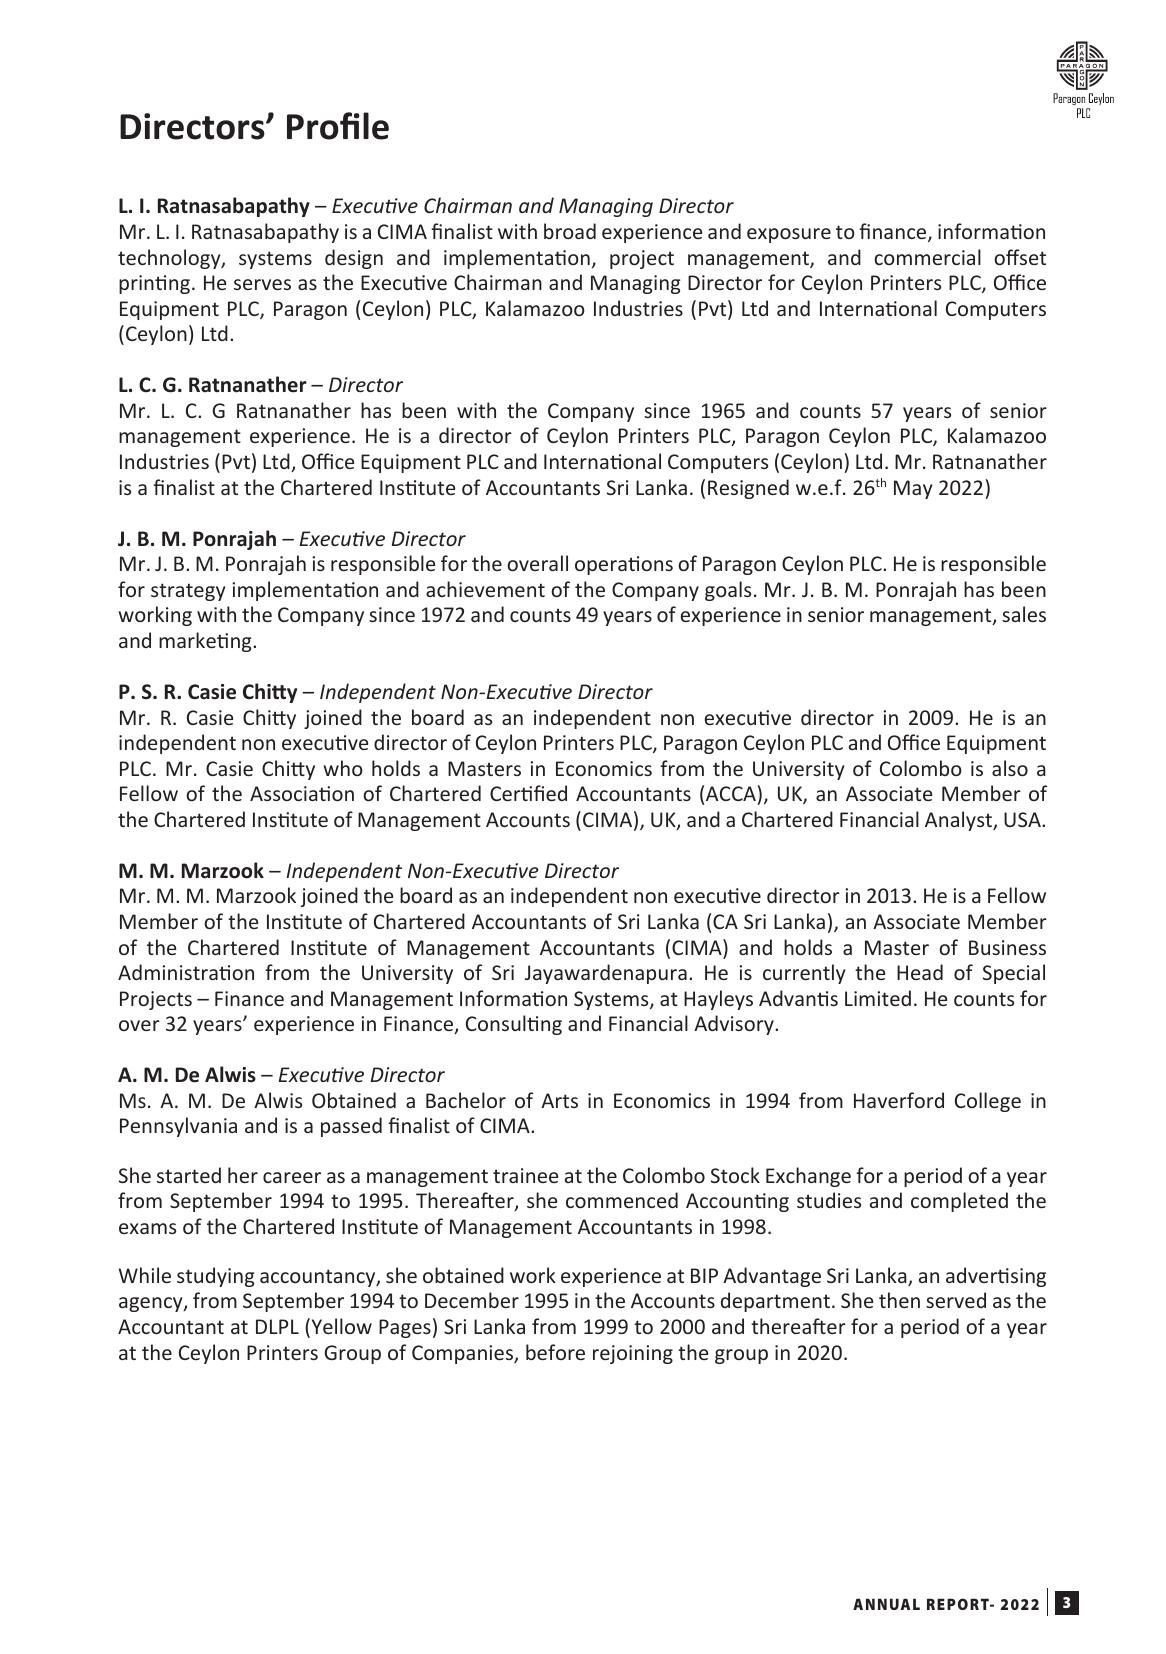 PARAGON
PARAGON
Paragon Ceylon
PLC
Directors’ Profile
L. I. Ratnasabapathy – Executive Chairman and Managing Director
Mr. L. I. Ratnasabapathy is a CIMA finalist with broad experience and exposure to finance, information
technology, systems design and implementation, project management, and commercial offset
printing. He serves as the Executive Chairman and Managing Director for Ceylon Printers PLC, Office
Equipment PLC, Paragon (Ceylon) PLC, Kalamazoo Industries (Pvt) Ltd and International Computers
(Ceylon) Ltd.
L. C. G. Ratnanather – Director
Mr. L. C. G Ratnanather has been with the Company since 1965 and counts 57 years of senior
management experience. He is a director of Ceylon Printers PLC, Paragon Ceylon PLC, Kalamazoo
Industries (Pvt) Ltd, Office Equipment PLC and International Computers (Ceylon) Ltd. Mr. Ratnanather
is a finalist at the Chartered Institute of Accountants Sri Lanka. (Resigned w.e.f. 26th May 2022)
J. B. M. Ponrajah – Executive Director
Mr. J. B. M. Ponrajah is responsible for the overall operations of Paragon Ceylon PLC. He is responsible
for strategy implementation and achievement of the Company goals. Mr. J. B. M. Ponrajah has been
working with the Company since 1972 and counts 49 years of experience in senior management, sales
and marketing.
P. S. R. Casie Chitty – Independent Non-Executive Director
Mr. R. Casie Chitty joined the board as an independent non executive director in 2009. He is an
independent non executive director of Ceylon Printers PLC, Paragon Ceylon PLC and Office Equipment
PLC. Mr. Casie Chitty who holds a Masters in Economics from the University of Colombo is also a
Fellow of the Association of Chartered Certified Accountants (ACCA), UK, an Associate Member of
the Chartered Institute of Management Accounts (CIMA), UK, and a Chartered Financial Analyst, USA.
M. M. Marzook – Independent Non-Executive Director
Mr. M. M. Marzook joined the board as an independent non executive director in 2013. He is a Fellow
Member of the Institute of Chartered Accountants of Sri Lanka (CA Sri Lanka), an Associate Member
of the Chartered Institute of Management Accountants (CIMA) and holds a Master of Business
Administration from the University of Sri Jayawardenapura. He is currently the Head of Special
Projects – Finance and Management Information Systems, at Hayleys Advantis Limited. He counts for
over 32 years’ experience in Finance, Consulting and Financial Advisory.
A. M. De Alwis – Executive Director
Ms. A. M. De Alwis Obtained a Bachelor of Arts in Economics in 1994 from Haverford College in
Pennsylvania and is a passed finalist of CIMA.
She started her career as a management trainee at the Colombo Stock Exchange for a period of a year
from September 1994 to 1995. Thereafter, she commenced Accounting studies and completed the
exams of the Chartered Institute of Management Accountants in 1998.
While studying accountancy, she obtained work experience at BIP Advantage Sri Lanka, an advertising
agency, from September 1994 to December 1995 in the Accounts department. She then served as the
Accountant at DLPL (Yellow Pages) Sri Lanka from 1999 to 2000 and thereafter for a period of a year
at the Ceylon Printers Group of Companies, before rejoining the group in 2020.
ANNUAL REPORT- 2022 3